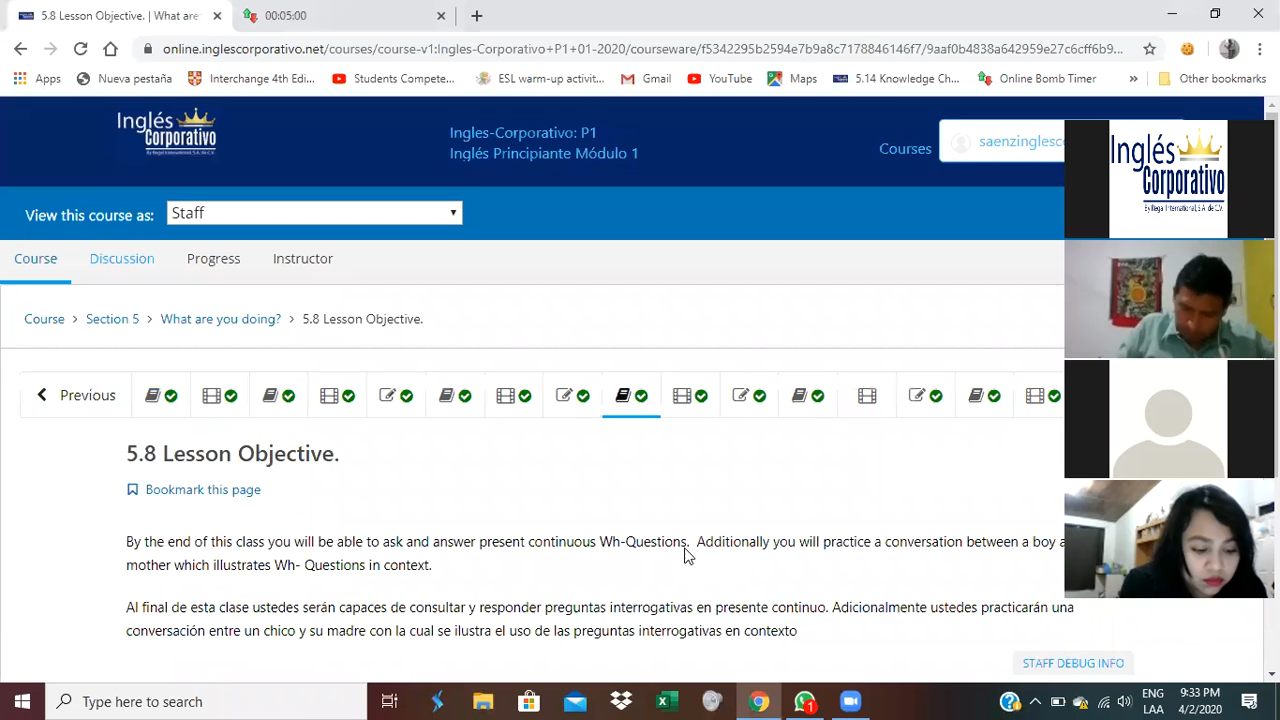 5.8 Lesson Objective. | What are
00:05:00
online.inglescorporativo.net/courses/course-v1:Ingles-Corporativo+P1+01-2020/courseware/f5342295b2594e7b9a8c7178846146f7/9aaf0b4838a642959e27c6cff6b9...
Apps
Nueva pestaña
Interchange 4th Edi...
Students Compete...
ESL warm-up activit...
Gmail
YouTube
Maps
5.14 Knowledge Ch...
Online Bomb Timer
»
Other bookmarks
Inglés
Corporativo
Ingles-Corporativo: P1
Inglés Principiante Módulo 1
Courses
saenzinglesco
Inglés
Corporativo
By Rega International, S.A. de C.V.
View this course as:
Staff
Course
Discussion
Progress
Instructor
Course > Section 5 > What are you doing? > 5.8 Lesson Objective.
Previous
5.8 Lesson Objective.
Bookmark this page
By the end of this class you will be able to ask and answer present continuous Wh-Questions. Additionally you will practice a conversation between a boy a
mother which illustrates Wh- Questions in context.
Al final de esta clase ustedes serán capaces de consultar y responder preguntas interrogativas en presente continuo. Adicionalmente ustedes practicarán una
conversación entre un chico y su madre con la cual se ilustra el uso de las preguntas interrogativas en contexto
STAFF DEBUG INFO
Type here to search
1
ENG
LAA
9:33 PM
4/2/2020